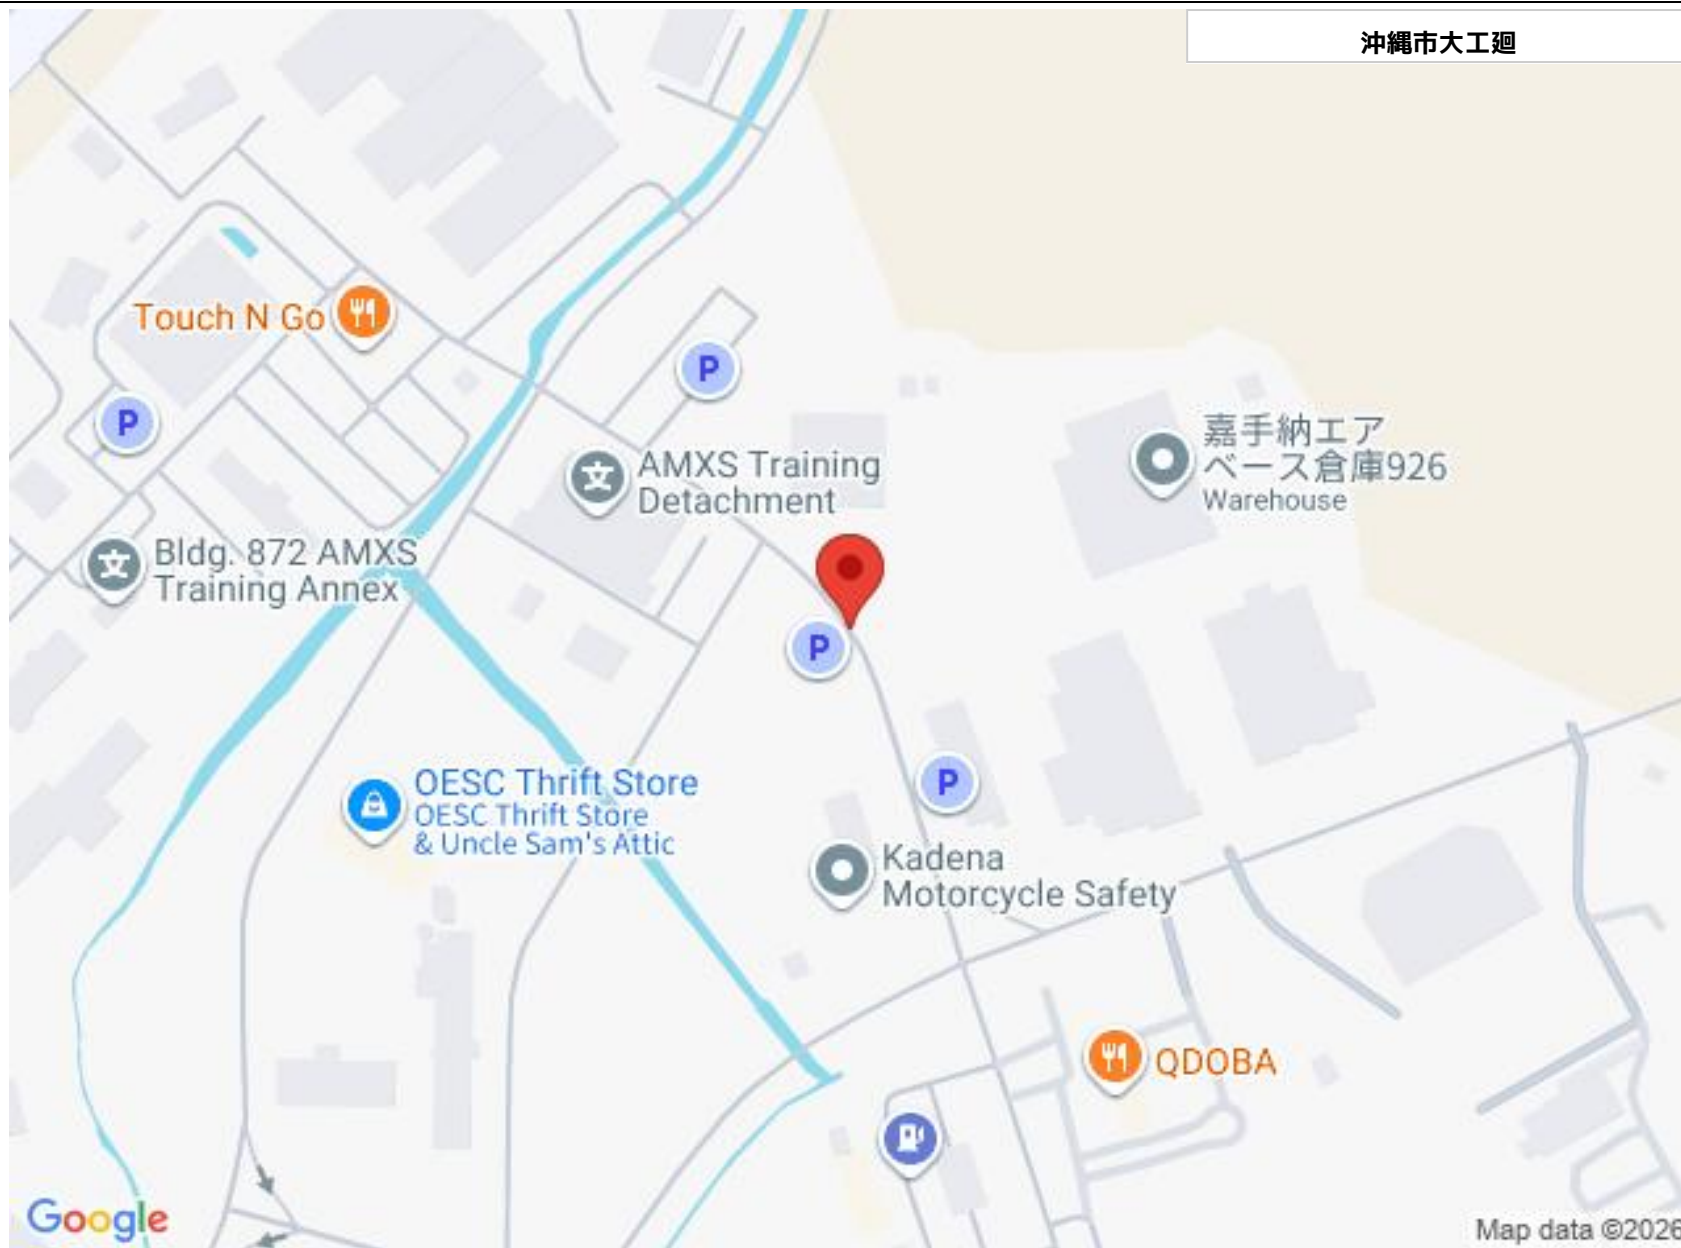 沖縄市大工廻
Touch N Go
P
P
AMXS Training
Detachment
嘉手納エア
ベース倉庫926
Warehouse
Bldg. 872 AMXS
Training Annex
P
OESC Thrift Store
OESC Thrift Store
& Uncle Sam's Attic
P
Kadena
Motorcycle Safety
QDOBA
Google
Map data ©2026